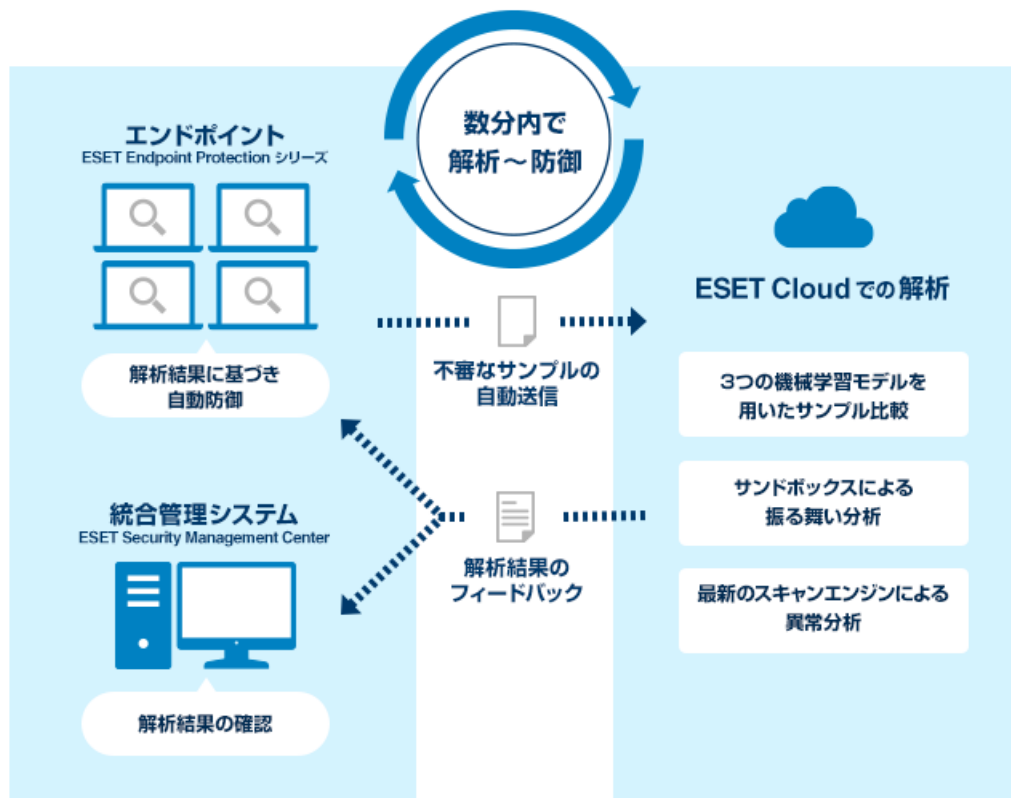 数分内で
解析～防御
エンドポイント
ESET Endpoint Protection シリーズ
解析結果に基づき
自動防御
不審なサンプルの
自動送信
ESET Cloud での解析
3つの機械学習モデルを
用いたサンプル比較
サンドボックスによる
振る舞い分析
最新のスキャンエンジンによる
異常分析
解析結果の
フィードバック
統合管理システム
ESET Security Management Center
解析結果の確認